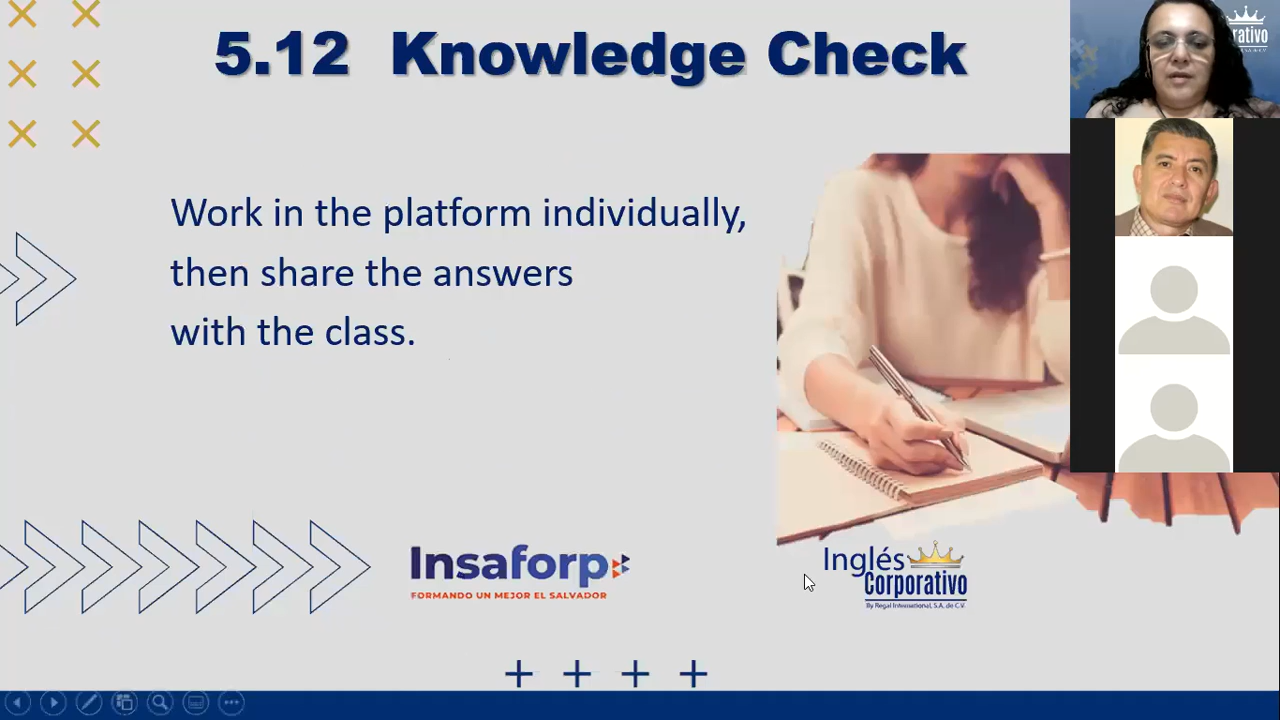 5.12 Knowledge Check
orativo
Work in the platform individually,
then share the answers
with the class.
Insaforp
FORMANDO UN MEJOR EL SALVADOR
Inglés
Corporativo
By Regal International, S.A. de C.V.